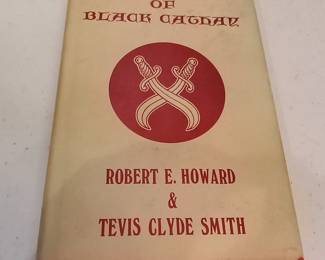 OF
BLACK CATHAY
ROBERT E. HOWARD
&
TEVIS CLYDE SMITH